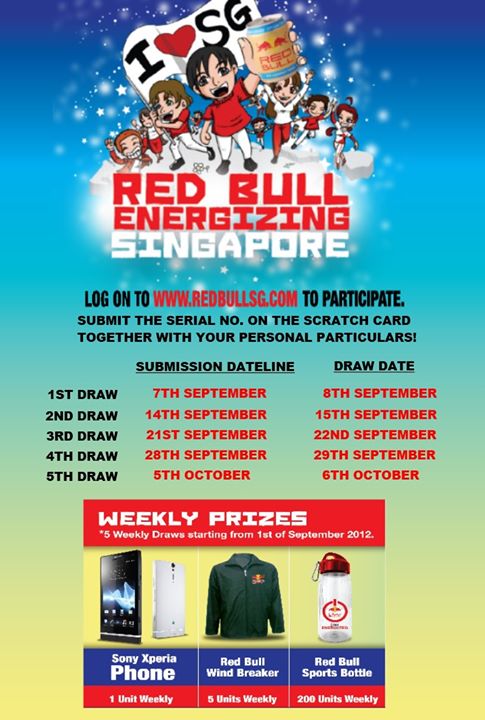 I ♥ SG
RED BULL
RED BULL
ENERGIZING
SINGAPORE
LOG ON TO WWW.REDBULLSG.COM TO PARTICIPATE.
SUBMIT THE SERIAL NO. ON THE SCRATCH CARD
TOGETHER WITH YOUR PERSONAL PARTICULARS!
SUBMISSION DATELINE DRAW DATE
1ST DRAW 7TH SEPTEMBER 8TH SEPTEMBER
2ND DRAW 14TH SEPTEMBER 15TH SEPTEMBER
3RD DRAW 21ST SEPTEMBER 22ND SEPTEMBER
4TH DRAW 28TH SEPTEMBER 29TH SEPTEMBER
5TH DRAW 5TH OCTOBER 6TH OCTOBER
WEEKLY PRIZES
*5 Weekly Draws starting from 1st of September 2012.
Sony Xperia
Phone
1 Unit Weekly
Red Bull
Wind Breaker
5 Units Weekly
Red Bull
Sports Bottle
200 Units Weekly